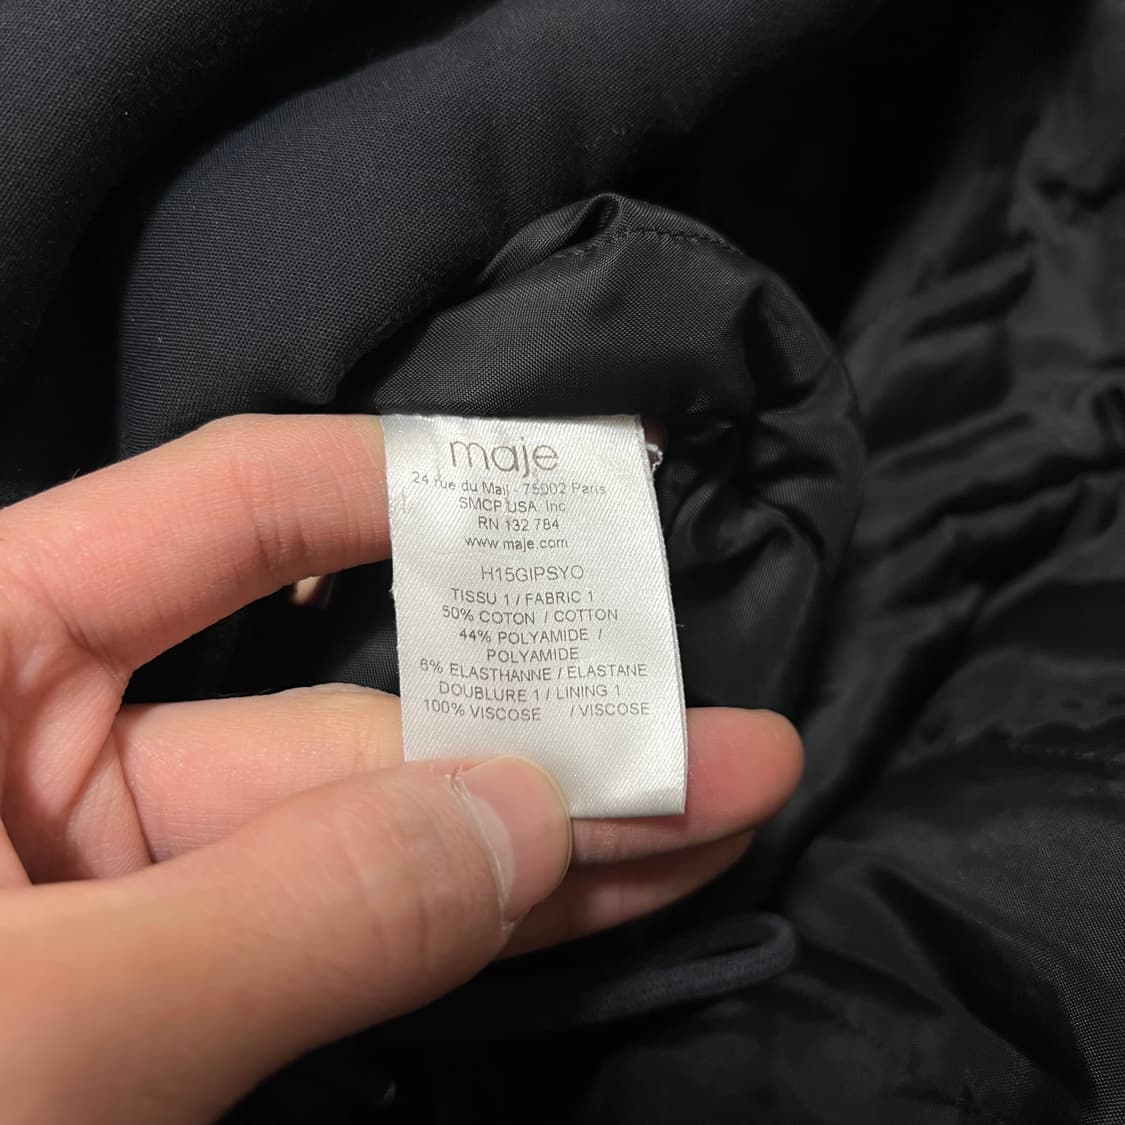 maje
24 rue du Mail - 75002 Paris
SMCP USA Inc
RN 132 784
www.maje.com
H15GIPSYO
TISSU 1 / FABRIC 1
50% COTON / COTTON
44% POLYAMIDE /
POLYAMIDE
6% ELASTHANNE / ELASTANE
DOUBLURE 1 / LINING 1
100% VISCOSE / VISCOSE